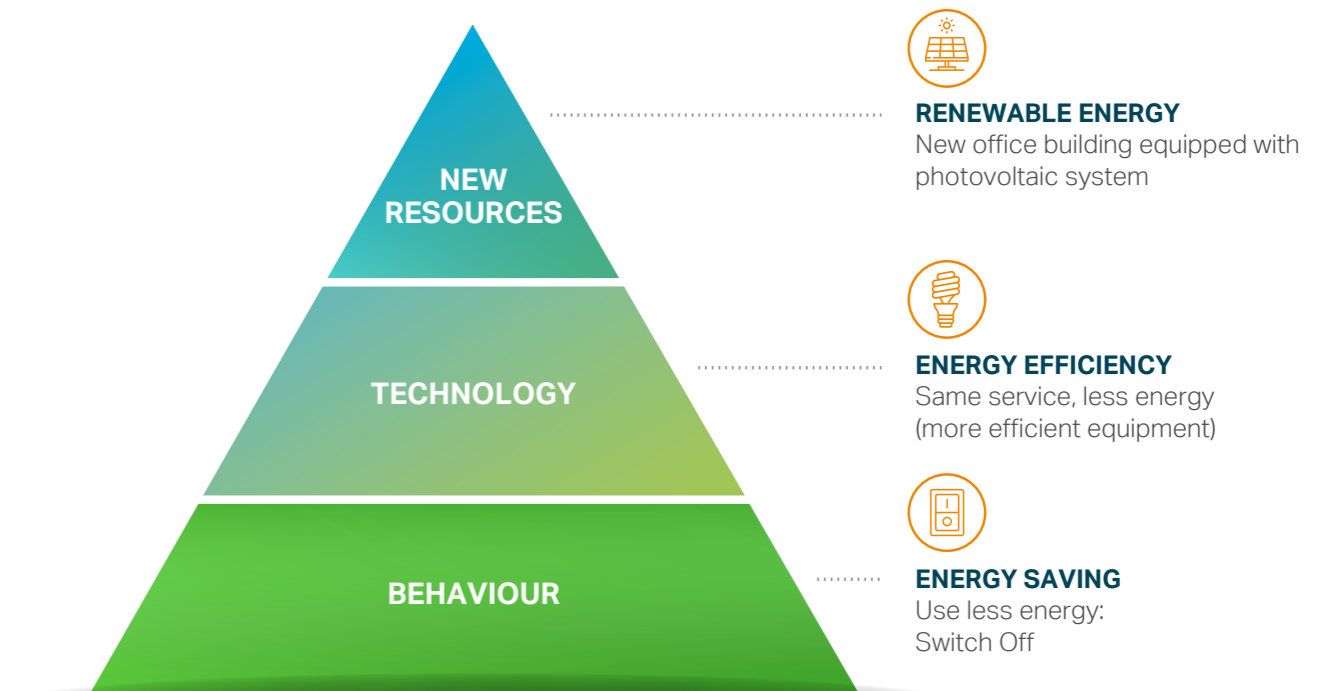 NEW
RESOURCES
RENEWABLE ENERGY
New office building equipped with
photovoltaic system
TECHNOLOGY
ENERGY EFFICIENCY
Same service, less energy
(more efficient equipment)
BEHAVIOUR
ENERGY SAVING
Use less energy:
Switch Off